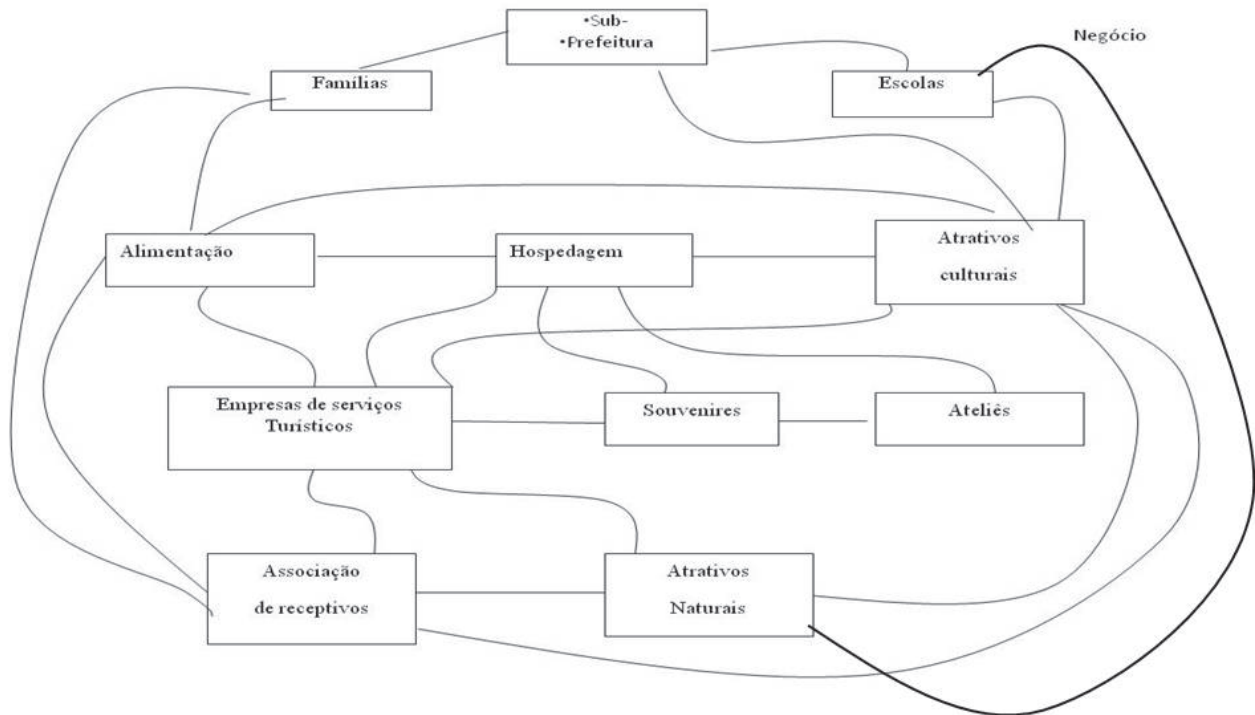 •Sub-
•Prefeitura
Negócio
Famílias
Escolas
Alimentação
Hospedagem
Atrativos
culturais
Empresas de serviços
Turísticos
Souvenires
Ateliês
Associação
de receptivos
Atrativos
Naturais